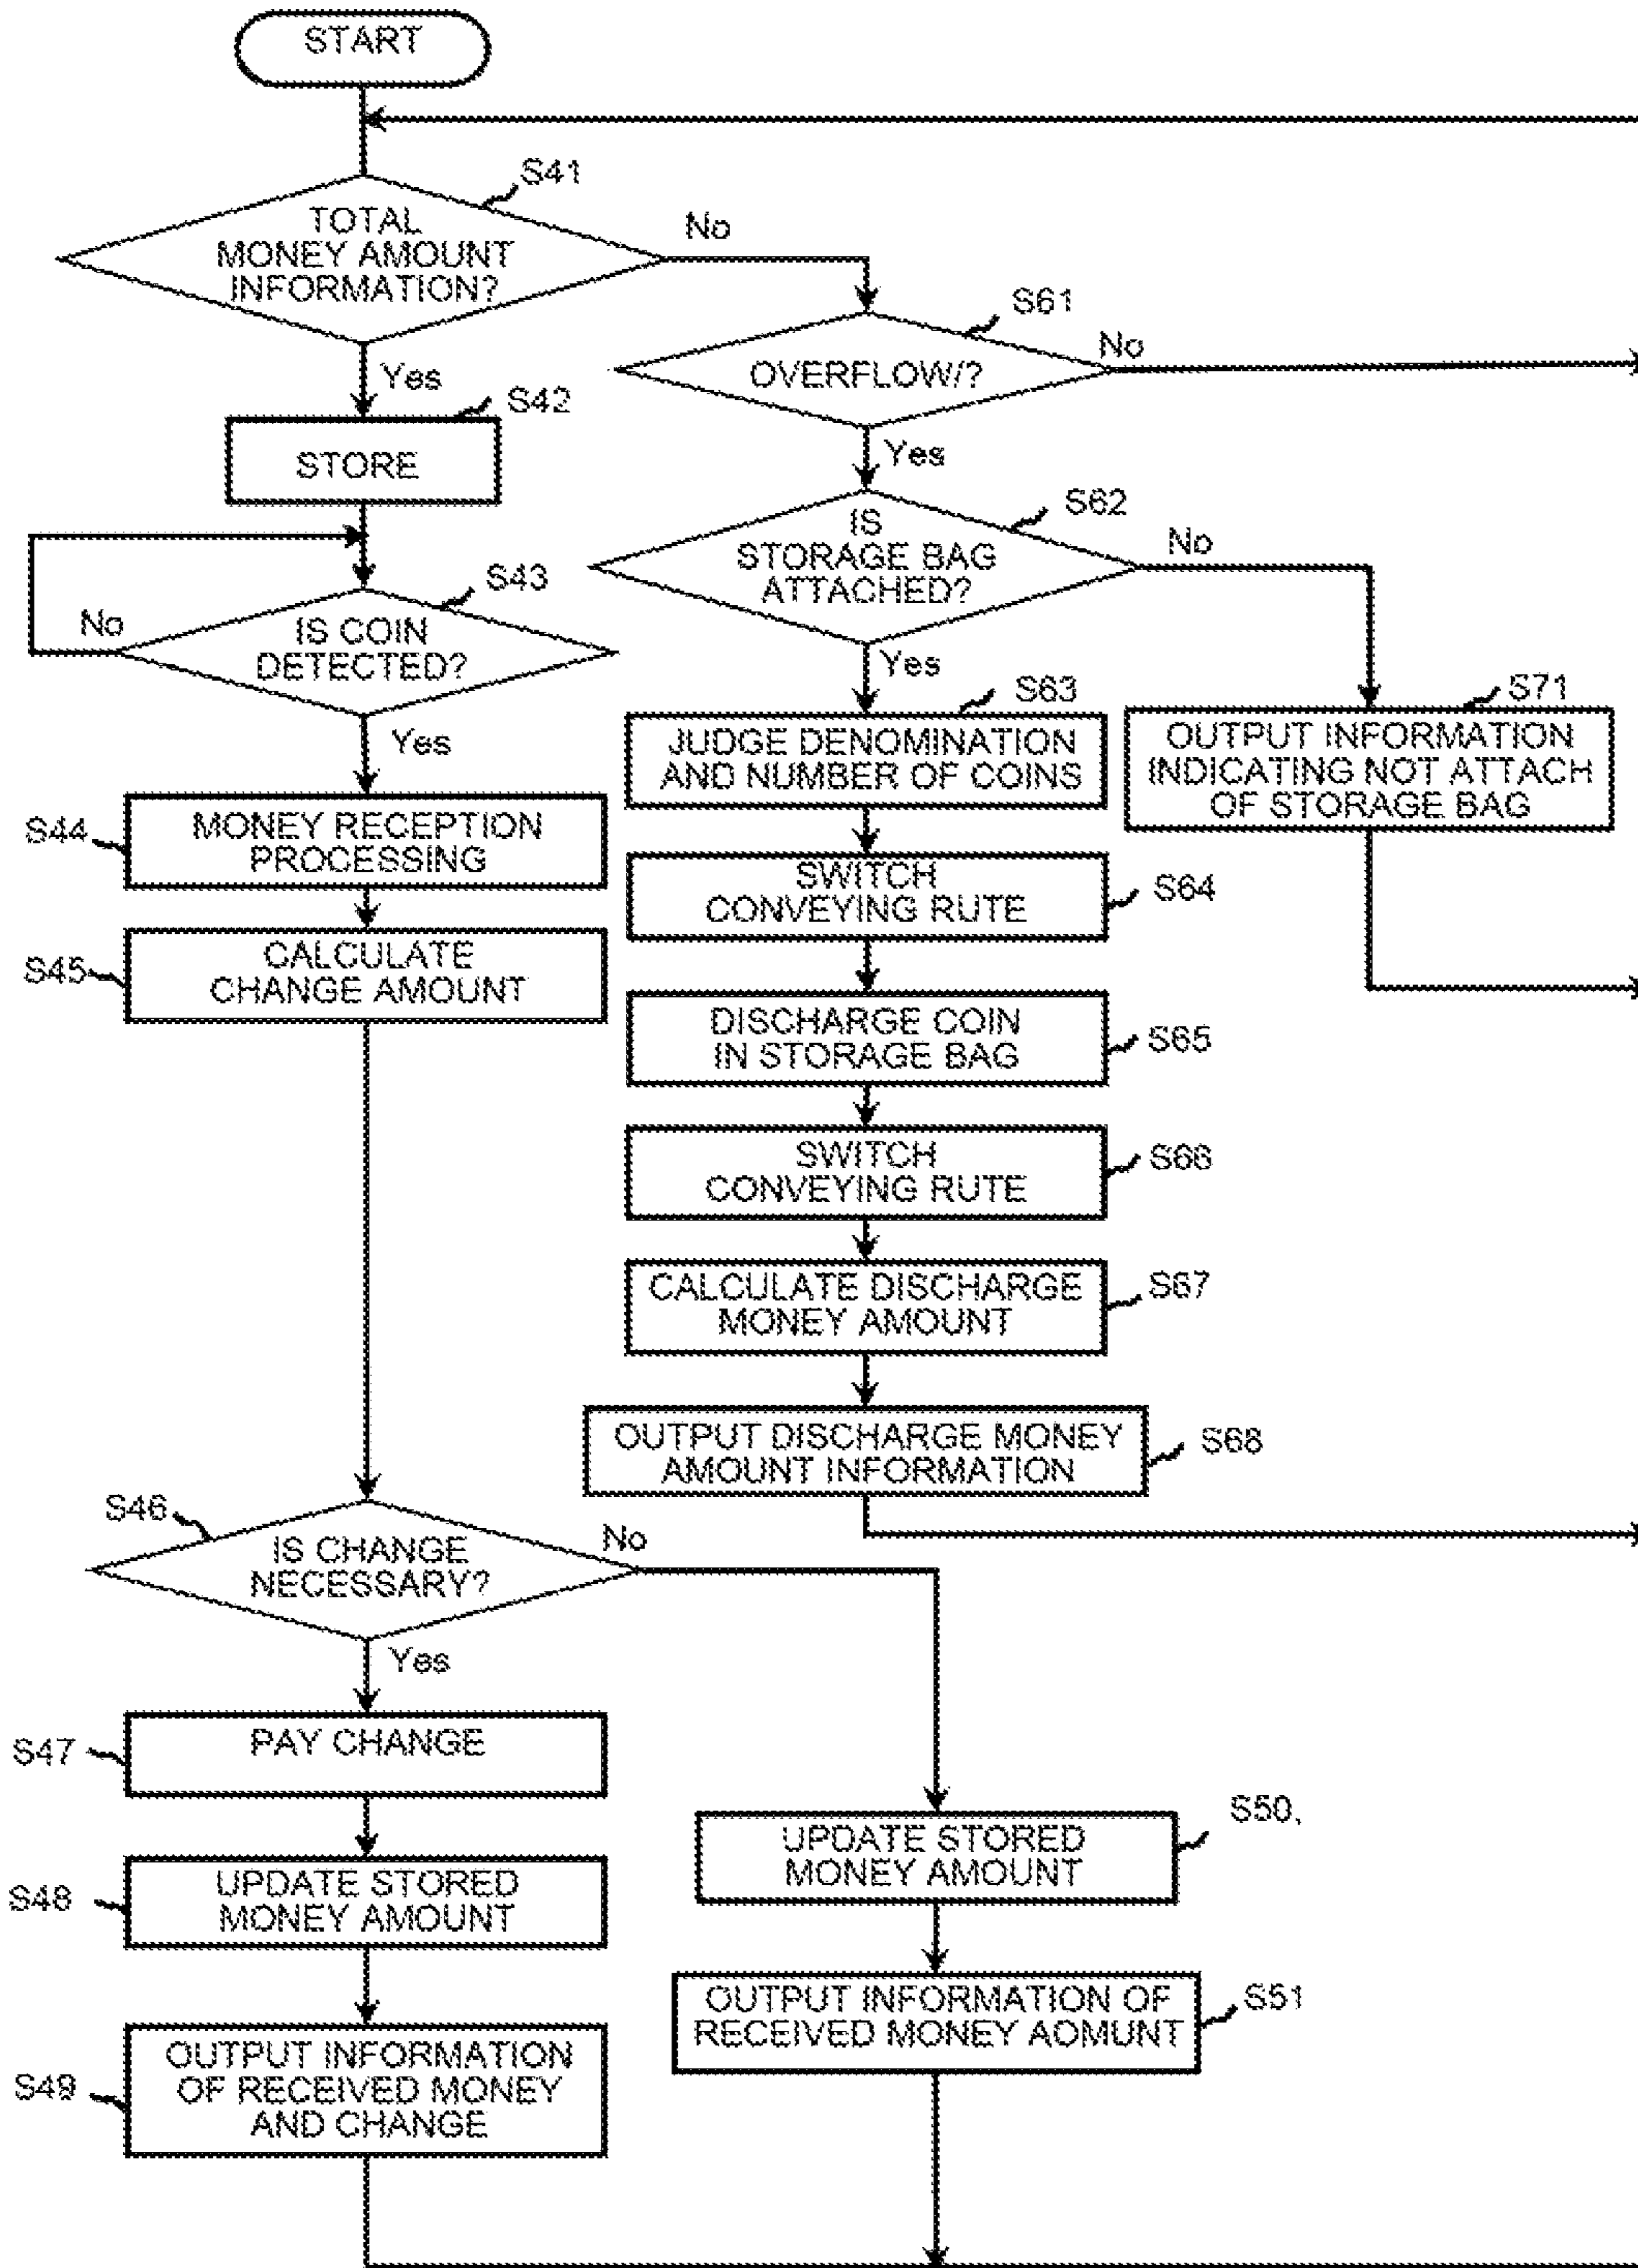 START
S41
TOTAL
MONEY AMOUNT
INFORMATION?
No
Yes
S61
OVERFLOW/?
No
Yes
S42
STORE
S62
IS
STORAGE BAG
ATTACHED?
No
Yes
S43
IS COIN
DETECTED?
No
Yes
S63
JUDGE DENOMINATION
AND NUMBER OF COINS
S71
OUTPUT INFORMATION
INDICATING NOT ATTACH
OF STORAGE BAG
S44
MONEY RECEPTION
PROCESSING
S64
SWITCH
CONVEYING RUTE
S45
CALCULATE
CHANGE AMOUNT
S65
DISCHARGE COIN
IN STORAGE BAG
S66
SWITCH
CONVEYING RUTE
S67
CALCULATE DISCHARGE
MONEY AMOUNT
S68
OUTPUT DISCHARGE MONEY
AMOUNT INFORMATION
S46
IS CHANGE
NECESSARY?
No
Yes
S47
PAY CHANGE
S48
UPDATE STORED
MONEY AMOUNT
S49
OUTPUT INFORMATION
OF RECEIVED MONEY
AND CHANGE
S50,
UPDATE STORED
MONEY AMOUNT
S51
OUTPUT INFORMATION OF
RECEIVED MONEY AOMUNT